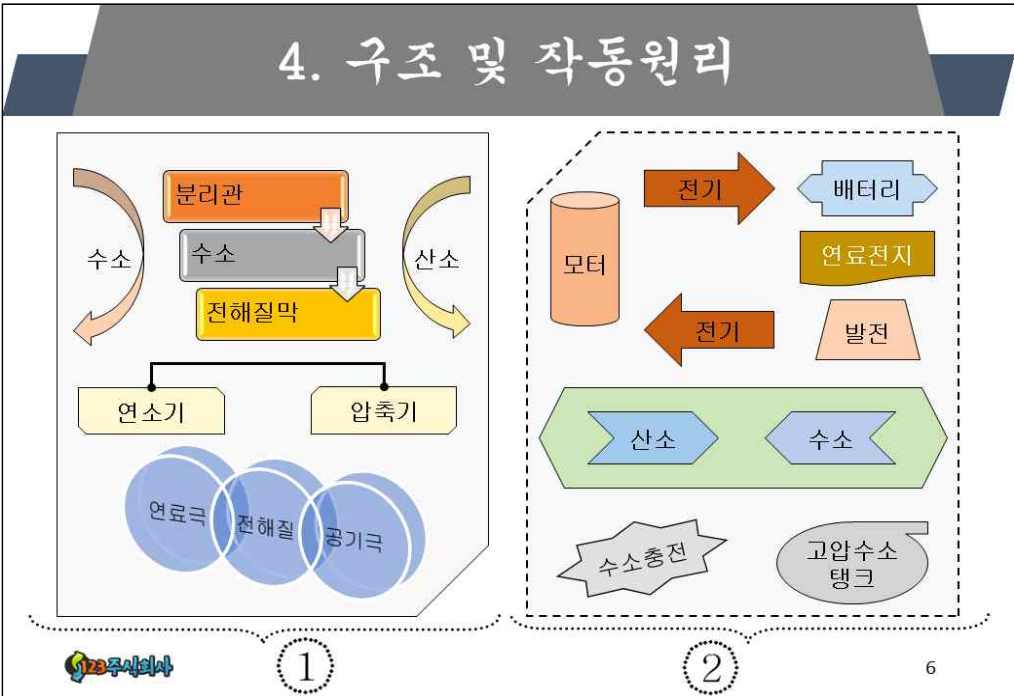 4. 구조 및 작동원리
수소
분리관
수소
전해질막
산소
연소기
압축기
연료극
전해질
공기극
1
모터
전기
배터리
연료전지
전기
발전
산소
수소
수소충전
고압수소
탱크
2
123주식회사
6